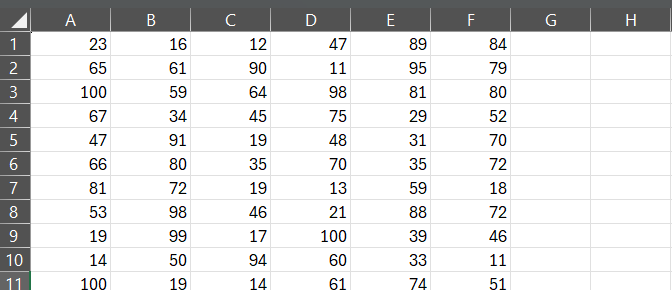 A B C D E F G H
1 23 16 12 47 89 84
2 65 61 90 11 95 79
3 100 59 64 98 81 80
4 67 34 45 75 29 52
5 47 91 19 48 31 70
6 66 80 35 70 35 72
7 81 72 19 13 59 18
8 53 98 46 21 88 72
9 19 99 17 100 39 46
10 14 50 94 60 33 11
11 100 19 14 61 74 51